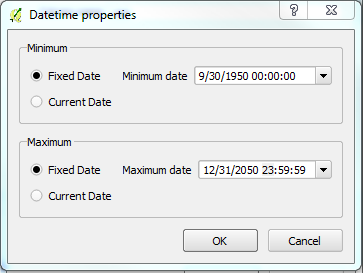 Datetime properties
Minimum
Fixed Date Minimum date 9/30/1950 00:00:00
Current Date
Maximum
Fixed Date Maximum date 12/31/2050 23:59:59
Current Date
OK Cancel